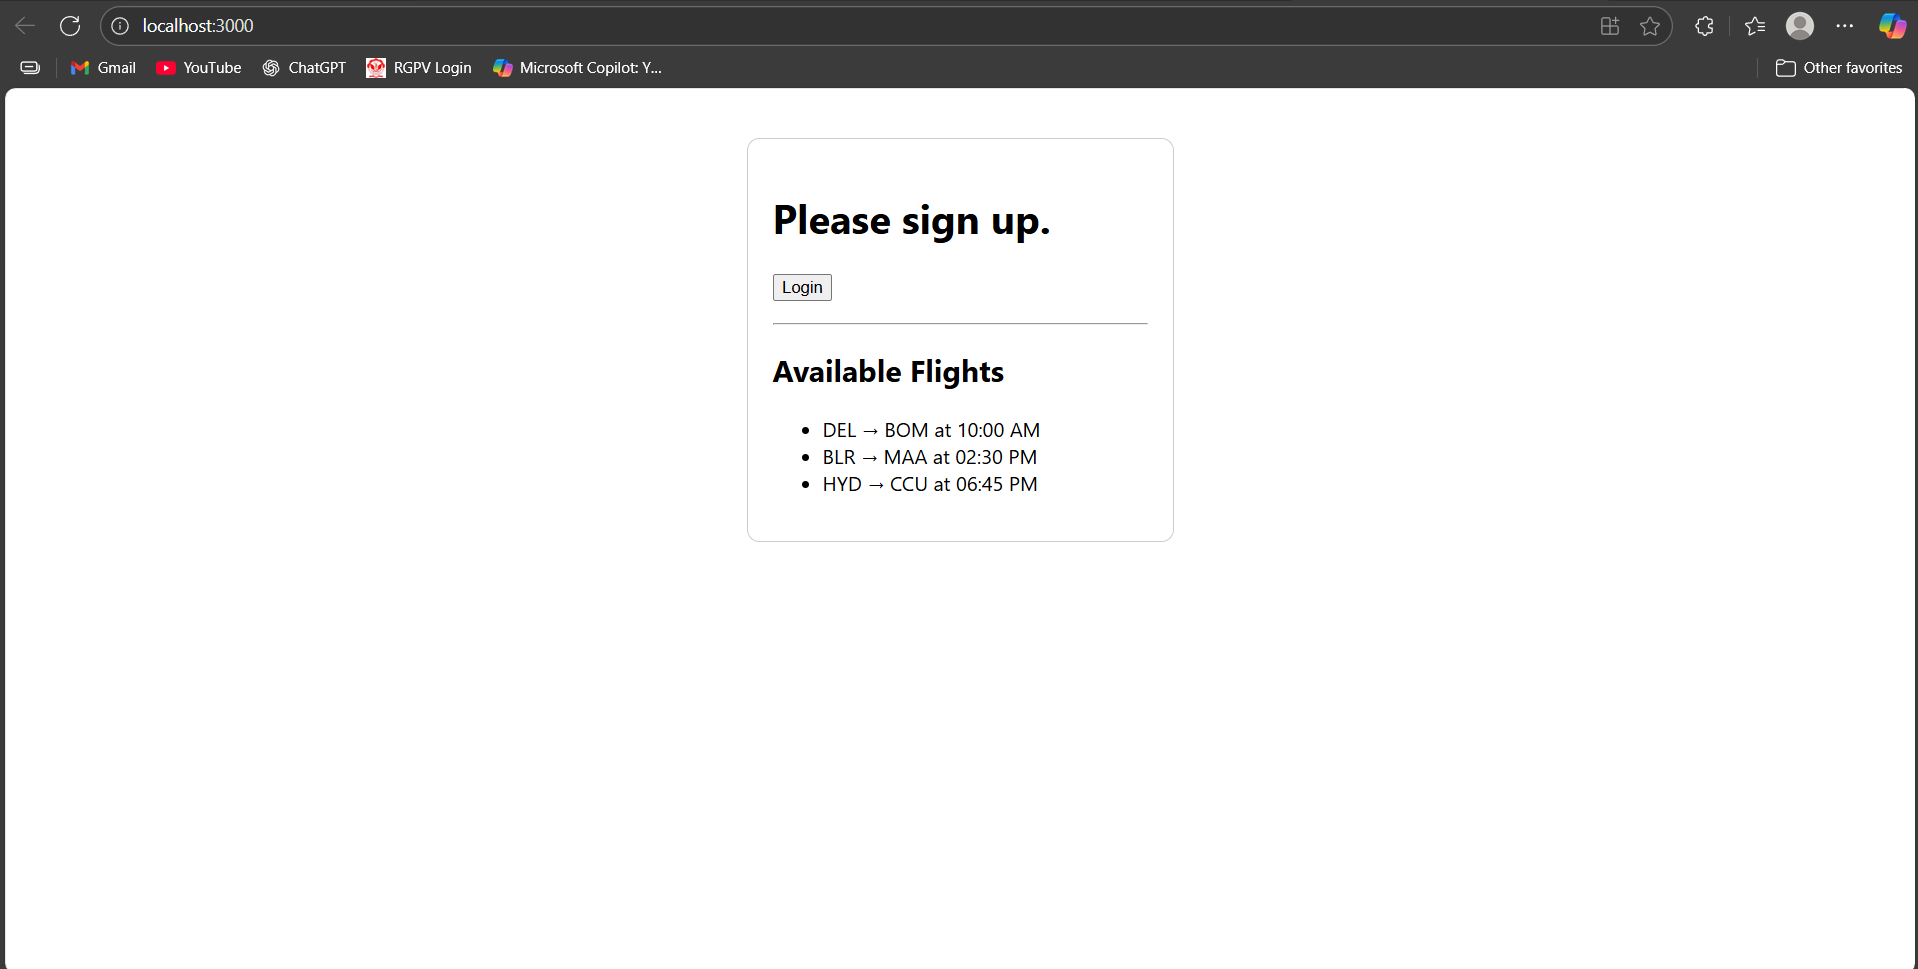 localhost:3000
Gmail YouTube ChatGPT RGPV Login Microsoft Copilot: Y... Other favorites
Please sign up.
Login
Available Flights
• DEL → BOM at 10:00 AM
• BLR → MAA at 02:30 PM
• HYD → CCU at 06:45 PM